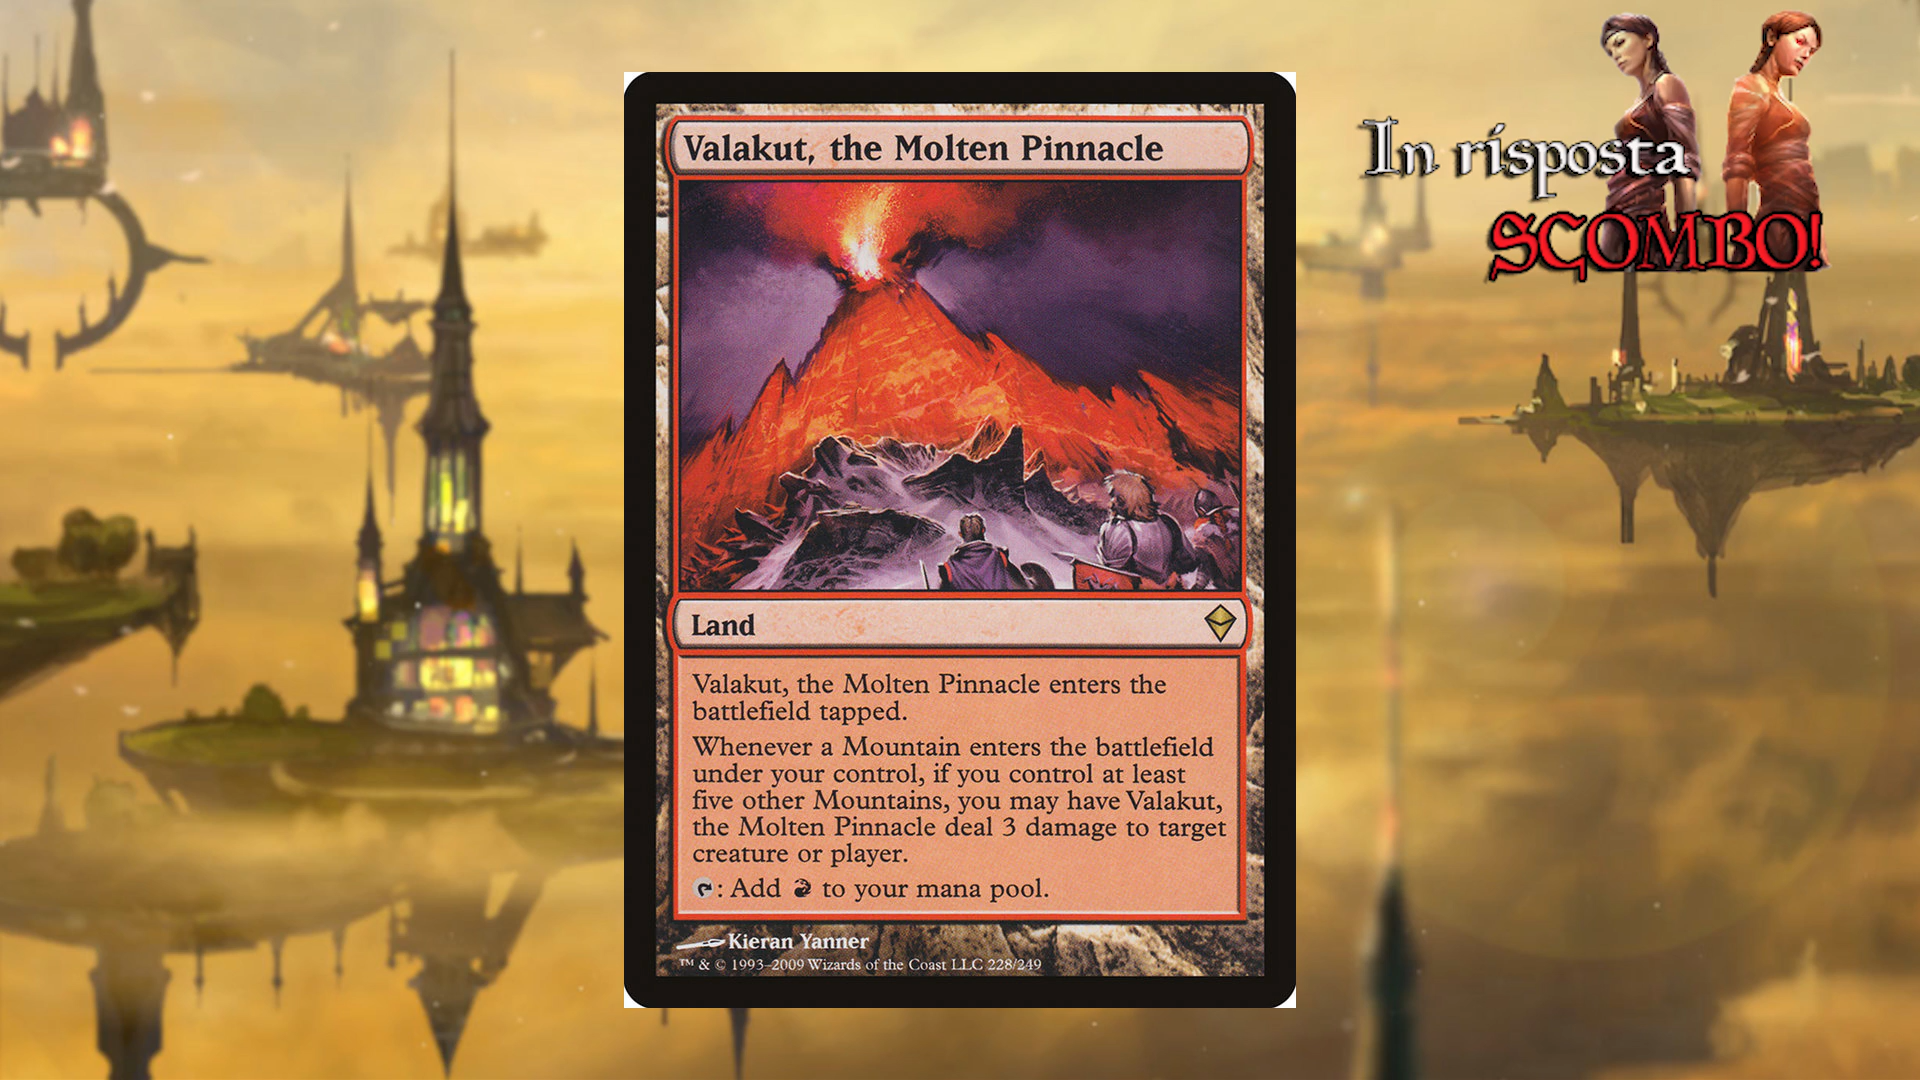 Valakut, the Molten Pinnacle
In risposta
SCOMBO!
Land
Valakut, the Molten Pinnacle enters the
battlefield tapped.
Whenever a Mountain enters the battlefield
under your control, if you control at least
five other Mountains, you may have Valakut,
the Molten Pinnacle deal 3 damage to target
creature or player.
: Add to your mana pool.
Kieran Yanner
™ & © 1993–2009 Wizards of the Coast LLC 228/249